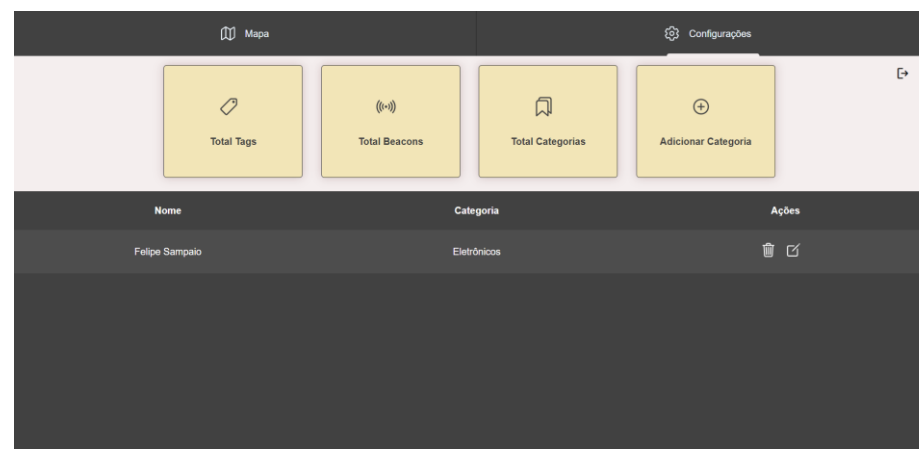 Mapa
Configurações
Total Tags
Total Beacons
Total Categorias
Adicionar Categoria
Nome Categoria Ações
Felipe Sampaio Eletrônicos